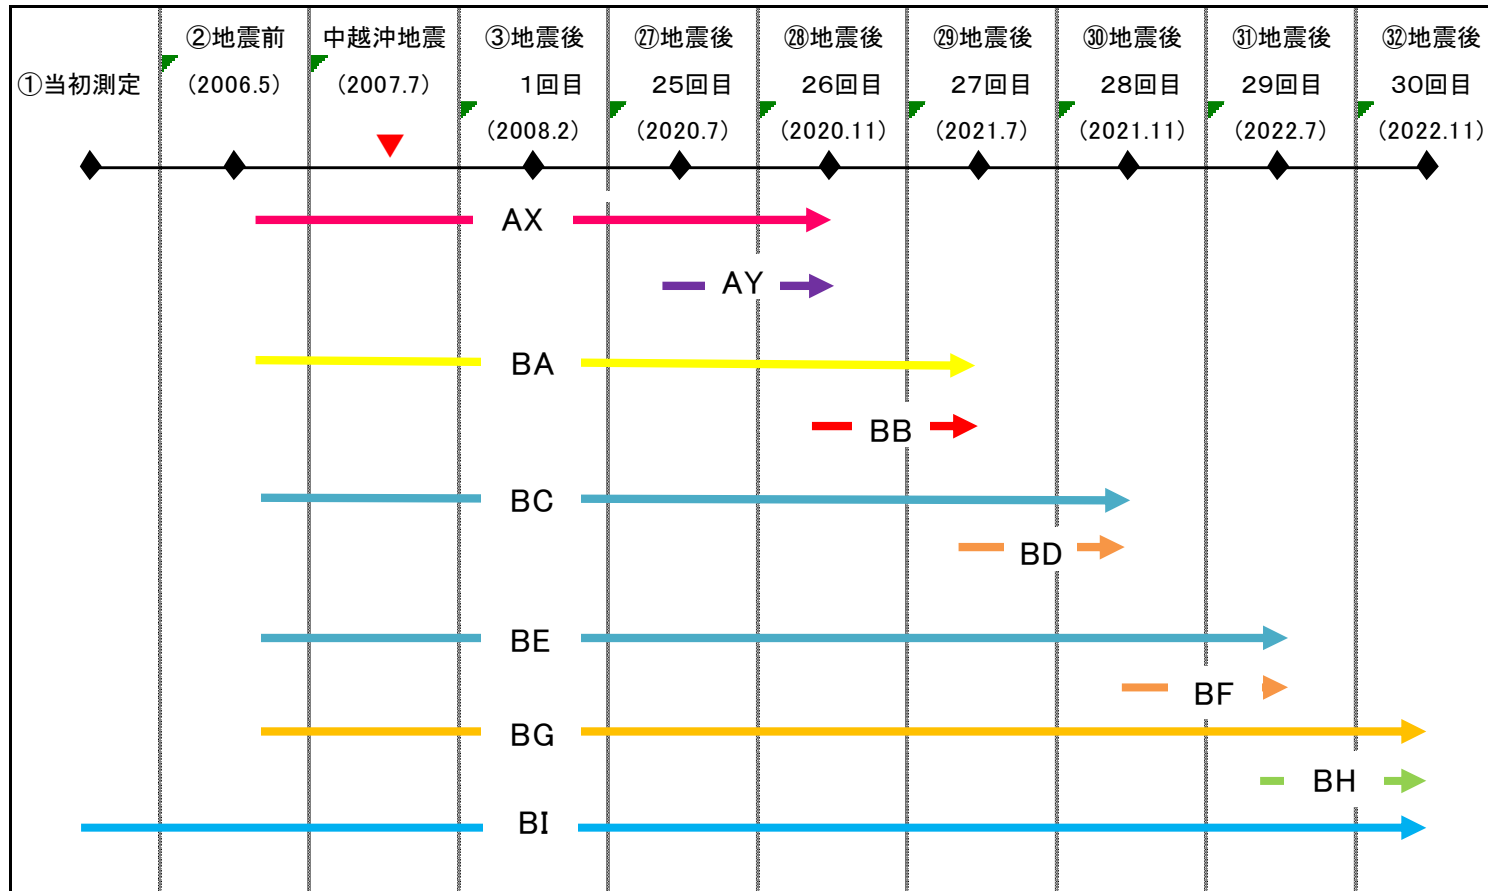 ①当初測定
②地震前
(2006.5)
中越沖地震
(2007.7)
③地震後
1回目
(2008.2)
㉗地震後
25回目
(2020.7)
㉘地震後
26回目
(2020.11)
㉙地震後
27回目
(2021.7)
㉚地震後
28回目
(2021.11)
㉛地震後
29回目
(2022.7)
㉜地震後
30回目
(2022.11)
AX
AY
BA
BB
BC
BD
BE
BF
BG
BH
BI